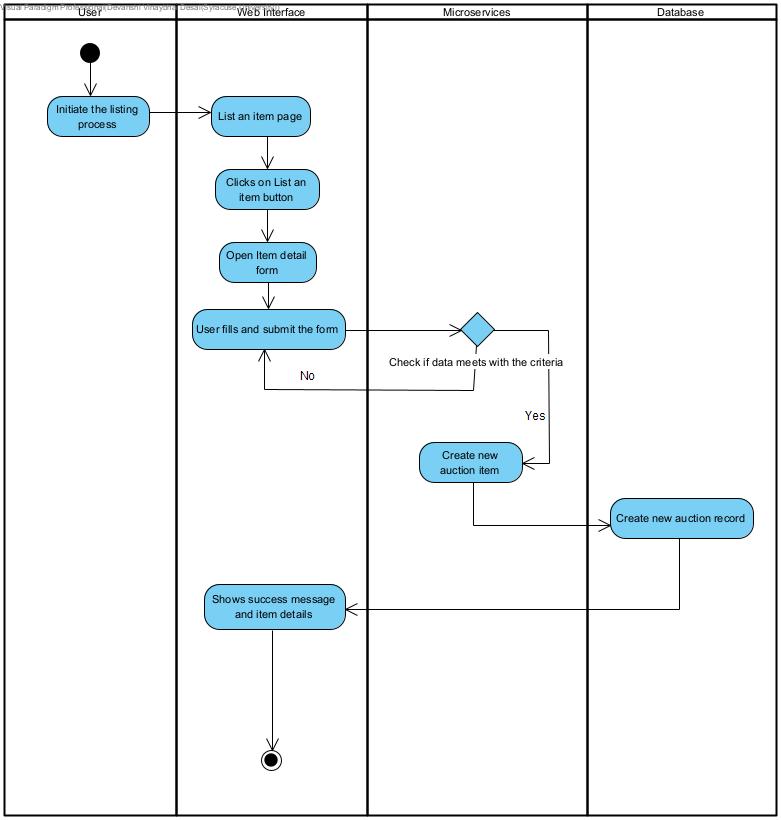 Visual Paradigm Professional(Devanshi Vinaydhar Desai(Syracuse University))
User
Web Interface
Microservices
Database
Initiate the listing
process
List an item page
Clicks on List an
item button
Open Item detail
form
User fills and submit the form
Check if data meets with the criteria
No
Yes
Create new
auction item
Create new auction record
Shows success message
and item details